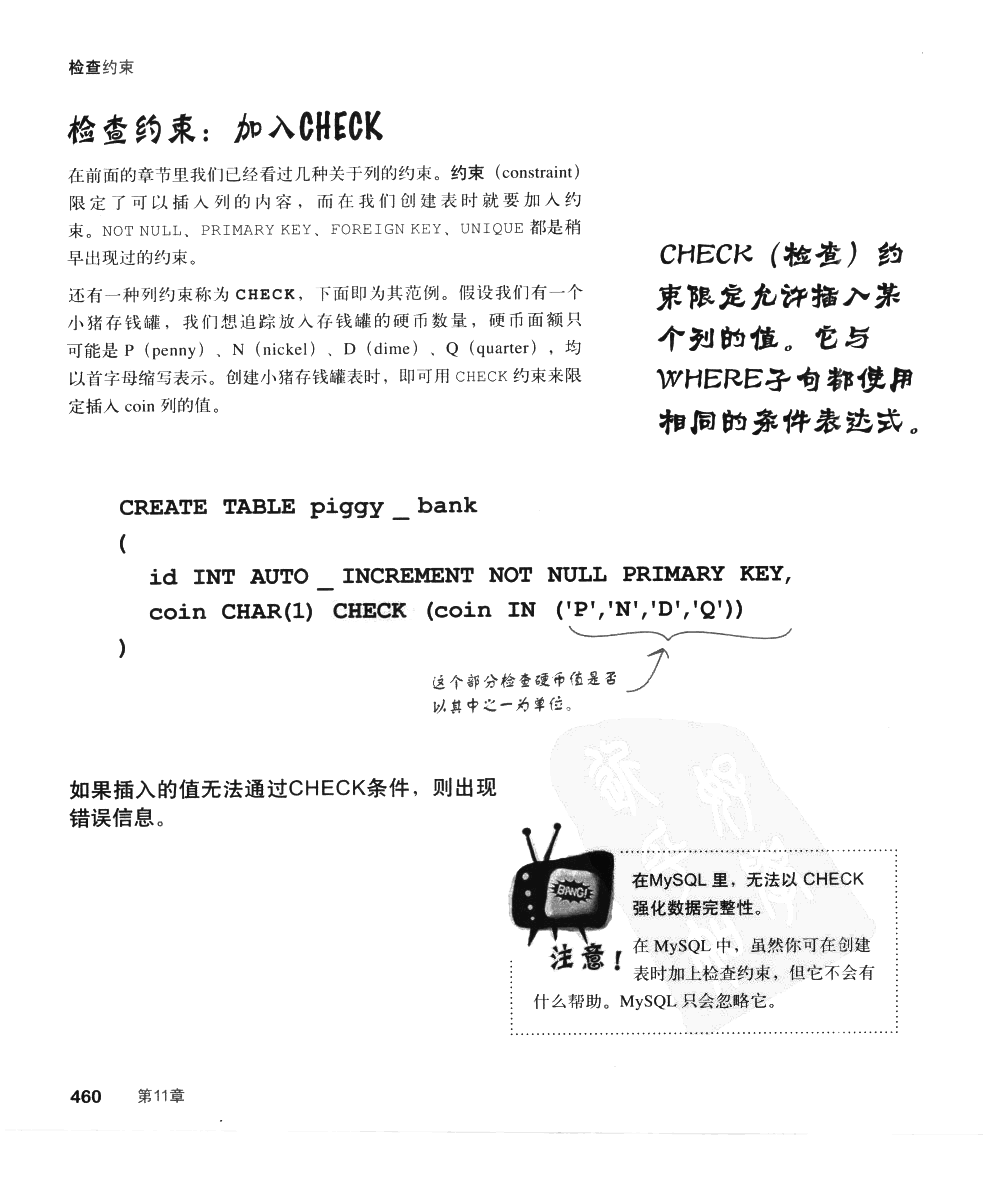 检查约束
检查约束：加入CHECK
在前面的章节里我们已经看过几种关于列的约束。约束（constraint）
限定了可以插入列的内容，而在我们创建表时就要加入约
束。NOT NULL、PRIMARY KEY、FOREIGN KEY、UNIQUE 都是稍
早出现过的约束。
还有一种列约束称为 CHECK，下面即为其范例。假设我们有一个
小猪存钱罐，我们想追踪放入存钱罐的硬币数量，硬币面额只
可能是 P（penny）、N（nickel）、D（dime）、Q（quarter），均
以首字母缩写表示。创建小猪存钱罐表时，即可用 CHECK 约束来限
定插入 coin 列的值。
CHECK（检查）约
束限定允许插入某
个列的值。它与
WHERE子句都使用
相同的条件表达式。
CREATE TABLE piggy _ bank
(
id INT AUTO _ INCREMENT NOT NULL PRIMARY KEY,
coin CHAR(1) CHECK (coin IN ('P','N','D','Q'))
)
这个部分检查硬币值是否
以其中之一为单位。
如果插入的值无法通过CHECK条件，则出现
错误信息。
BANG!
注意！
在MySQL 里，无法以 CHECK
强化数据完整性。
在 MySQL 中，虽然你可在创建
表时加上检查约束，但它不会有
什么帮助。MySQL 只会忽略它。
460 第11章